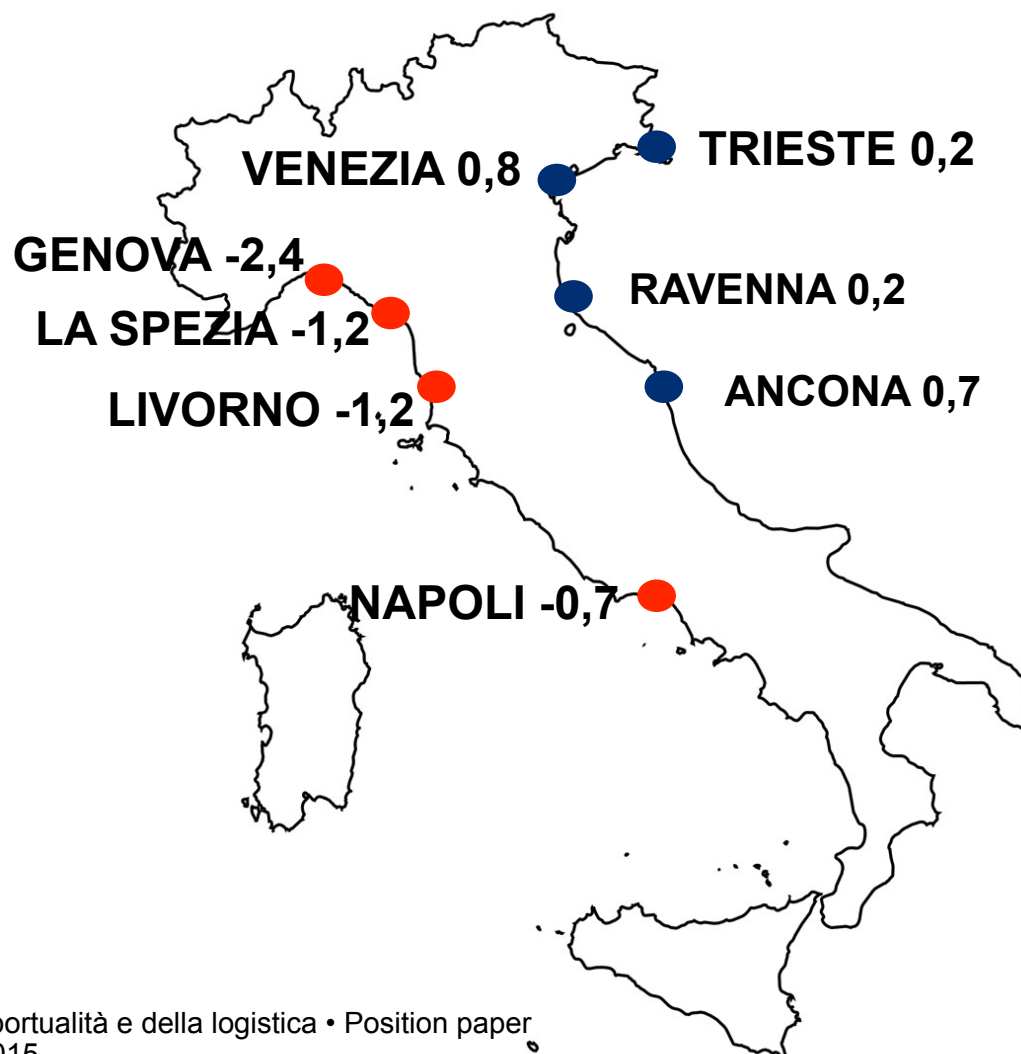 TRIESTE 0,2
VENEZIA 0,8
GENOVA -2,4
RAVENNA 0,2
LA SPEZIA -1,2
ANCONA 0,7
LIVORNO -1,2
NAPOLI -0,7
portualità e della logistica • Position paper
015